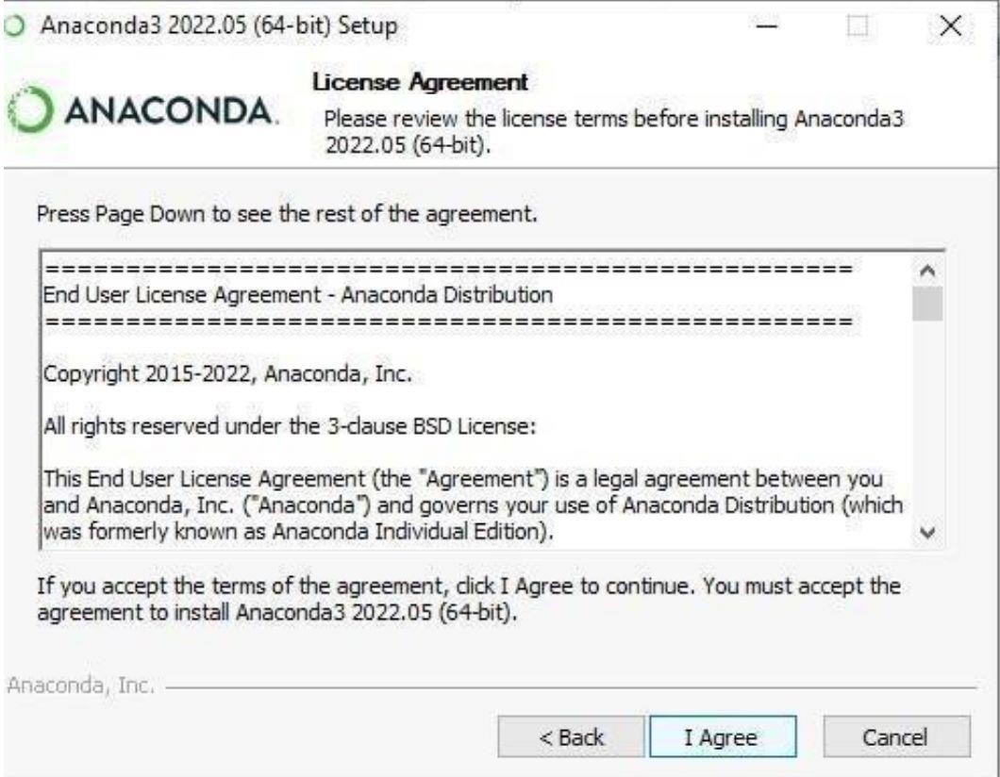 Anaconda3 2022.05 (64-bit) Setup
ANACONDA.
License Agreement
Please review the license terms before installing Anaconda3
2022.05 (64-bit).
Press Page Down to see the rest of the agreement.
====================================================
End User License Agreement - Anaconda Distribution
====================================================
Copyright 2015-2022, Anaconda, Inc.
All rights reserved under the 3-clause BSD License:
This End User License Agreement (the "Agreement") is a legal agreement between you
and Anaconda, Inc. ("Anaconda") and governs your use of Anaconda Distribution (which
was formerly known as Anaconda Individual Edition).
If you accept the terms of the agreement, click I Agree to continue. You must accept the
agreement to install Anaconda3 2022.05 (64-bit).
Anaconda, Inc.
< Back
I Agree
Cancel